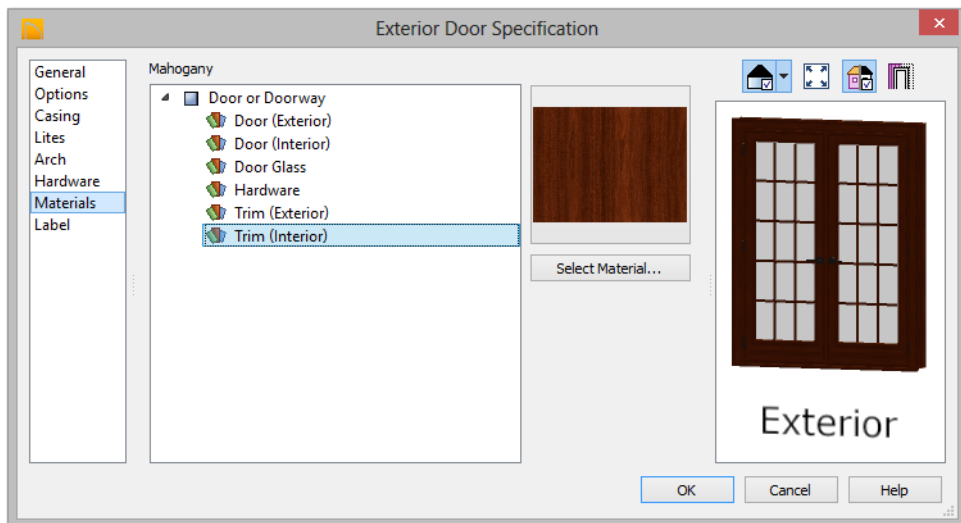 Exterior Door Specification
General
Options
Casing
Lites
Arch
Hardware
Materials
Label
Mahogany
Door or Doorway
Door (Exterior)
Door (Interior)
Door Glass
Hardware
Trim (Exterior)
Trim (Interior)
Select Material...
Exterior
OK
Cancel
Help